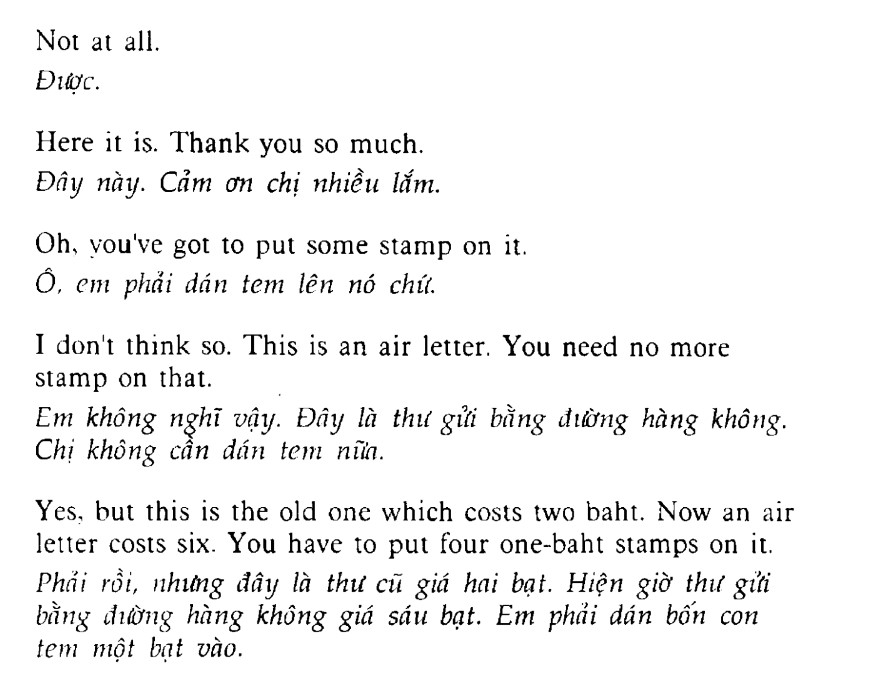 Not at all.
Được.
Here it is. Thank you so much.
Đây này. Cảm ơn chị nhiều lắm.
Oh, you've got to put some stamp on it.
Ô, em phải dán tem lên nó chứ.
I don't think so. This is an air letter. You need no more
stamp on that.
Em không nghĩ vậy. Đây là thư gửi bằng đường hàng không.
Chị không cần dán tem nữa.
Yes, but this is the old one which costs two baht. Now an air
letter costs six. You have to put four one-baht stamps on it.
Phải rồi, nhưng đây là thư cũ giá hai bạt. Hiện giờ thư gửi
bằng đường hàng không giá sáu bạt. Em phải dán bốn con
tem một bạt vào.